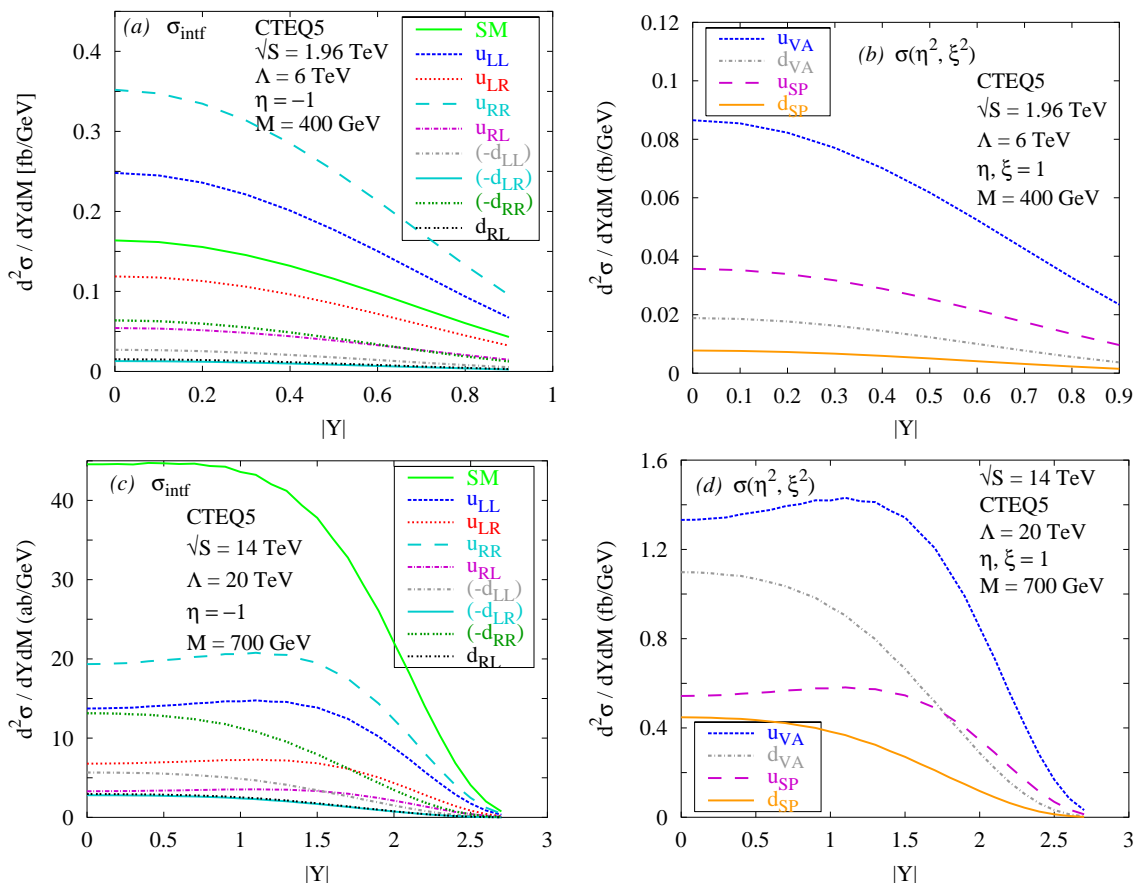 (a) σintf
CTEQ5
√S = 1.96 TeV
Λ = 6 TeV
η = −1
M = 400 GeV
SM
uLL
uLR
uRR
uRL
(-dLL)
(-dLR)
(-dRR)
dRL
d²σ / dYdM [fb/GeV]
0.4
0.3
0.2
0.1
0
0 0.2 0.4 0.6 0.8 1
|Y|
(b) σ(η², ξ²)
CTEQ5
√S = 1.96 TeV
Λ = 6 TeV
η, ξ = 1
M = 400 GeV
uVA
dVA
uSP
dSP
d²σ / dYdM (fb/GeV)
0.12
0.1
0.08
0.06
0.04
0.02
0
0 0.1 0.2 0.3 0.4 0.5 0.6 0.7 0.8 0.9
|Y|
(c) σintf
CTEQ5
√S = 14 TeV
Λ = 20 TeV
η = −1
M = 700 GeV
SM
uLL
uLR
uRR
uRL
(-dLL)
(-dLR)
(-dRR)
dRL
d²σ / dYdM (ab/GeV)
40
30
20
10
0
0 0.5 1 1.5 2 2.5 3
|Y|
(d) σ(η², ξ²)
√S = 14 TeV
CTEQ5
Λ = 20 TeV
η, ξ = 1
M = 700 GeV
uVA
dVA
uSP
dSP
d²σ / dYdM (fb/GeV)
1.6
1.2
0.8
0.4
0
0 0.5 1 1.5 2 2.5 3
|Y|